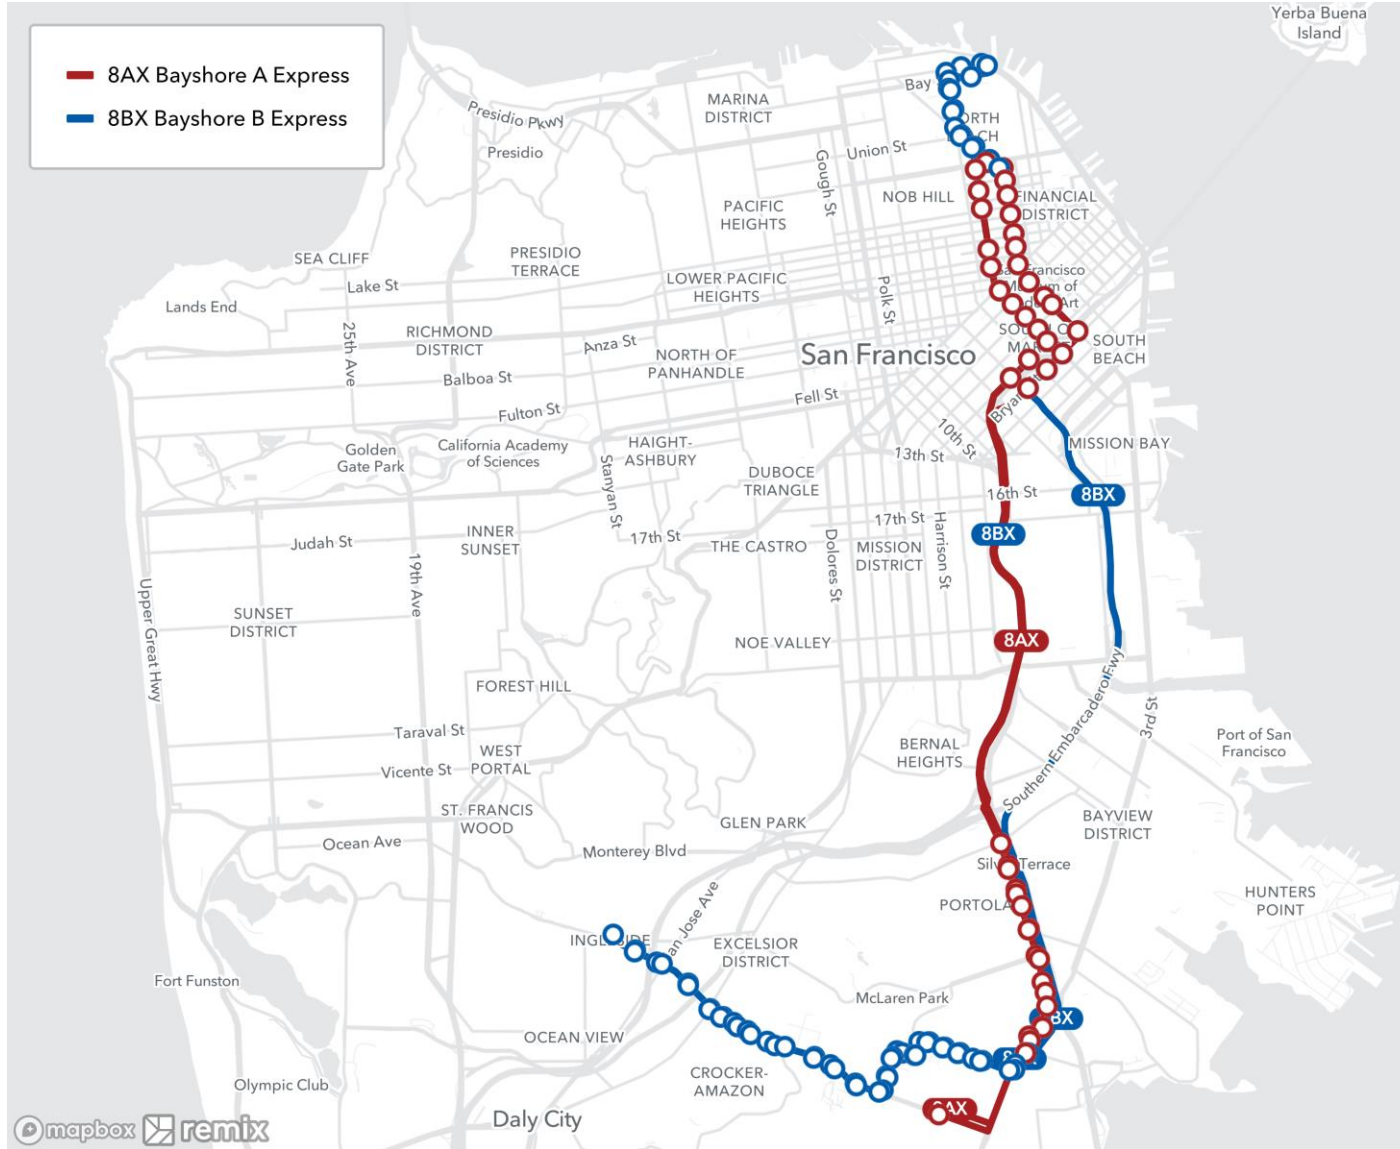 8AX Bayshore A Express
8BX Bayshore B Express
Yerba Buena
Island
Presidio Pkwy
Presidio
MARINA
DISTRICT
Bay
Union St
Gough St
NOB HILL
FINANCIAL
DISTRICT
PACIFIC
HEIGHTS
SEA CLIFF
PRESIDIO
TERRACE
Lake St
LOWER PACIFIC
HEIGHTS
Polk St
Lands End
25th Ave
RICHMOND
DISTRICT
Anza St
NORTH OF
PANHANDLE
San Francisco
SOUTH
BEACH
Balboa St
Fulton St
Fell St
Golden
Gate Park
California Academy
of Sciences
HAIGHT-
ASHBURY
Stanyan St
DUBOCE
TRIANGLE
10th St
13th St
MISSION BAY
16th St
8BX
17th St
8BX
Judah St
INNER
SUNSET
17th St
THE CASTRO
Dolores St
MISSION
DISTRICT
Harrison St
19th Ave
Upper Great Hwy
SUNSET
DISTRICT
NOE VALLEY
8AX
FOREST HILL
Southern Embarcadero Fwy
3rd St
Port of San
Francisco
Taraval St
WEST
PORTAL
Vicente St
BERNAL
HEIGHTS
ST. FRANCIS
WOOD
GLEN PARK
BAYVIEW
DISTRICT
Ocean Ave
Monterey Blvd
Terrace
HUNTERS
POINT
EXCELSIOR
DISTRICT
Fort Funston
McLaren Park
OCEAN VIEW
CROCKER-
AMAZON
Olympic Club
Daly City
mapbox remix